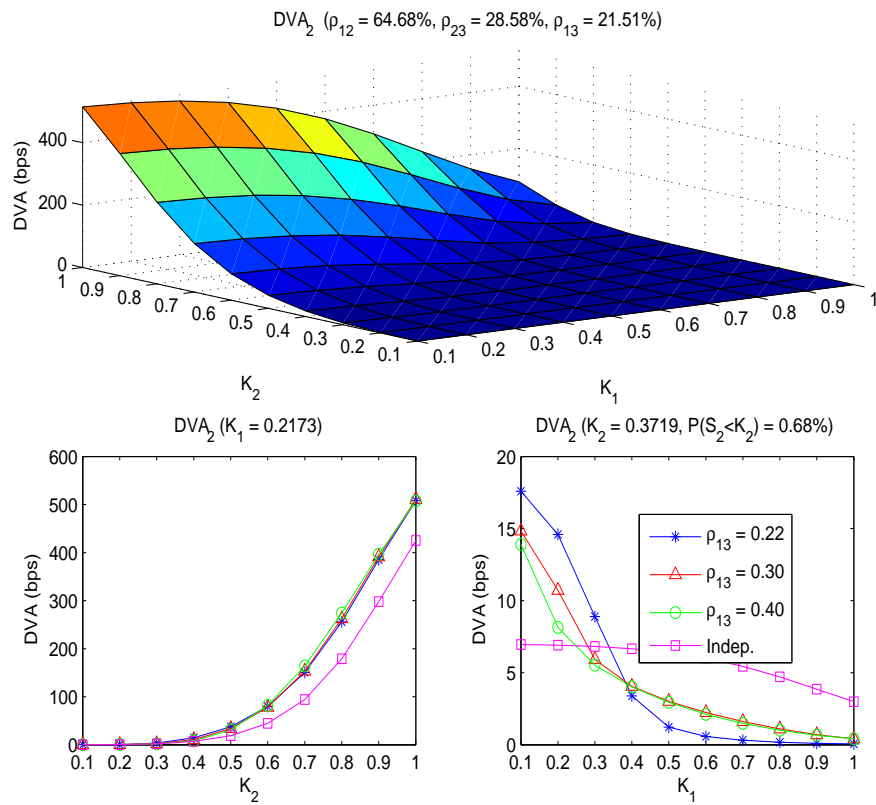 DVA₂ (ρ₁₂ = 64.68%, ρ₂₃ = 28.58%, ρ₁₃ = 21.51%)
DVA (bps)
400
200
0
1
0.9
0.8
0.7
0.6
0.5
0.4
0.3
0.2
0.1
K₂
0.1
0.2
0.3
0.4
0.5
0.6
0.7
0.8
0.9
1
K₁
DVA₂ (K₁ = 0.2173)
DVA (bps)
600
500
400
300
200
100
0
0.1 0.2 0.3 0.4 0.5 0.6 0.7 0.8 0.9 1
K₂
DVA₂ (K₂ = 0.3719, P(S₂<K₂) = 0.68%)
DVA (bps)
20
15
10
5
0
ρ₁₃ = 0.22
ρ₁₃ = 0.30
ρ₁₃ = 0.40
Indep.
0.1 0.2 0.3 0.4 0.5 0.6 0.7 0.8 0.9 1
K₁